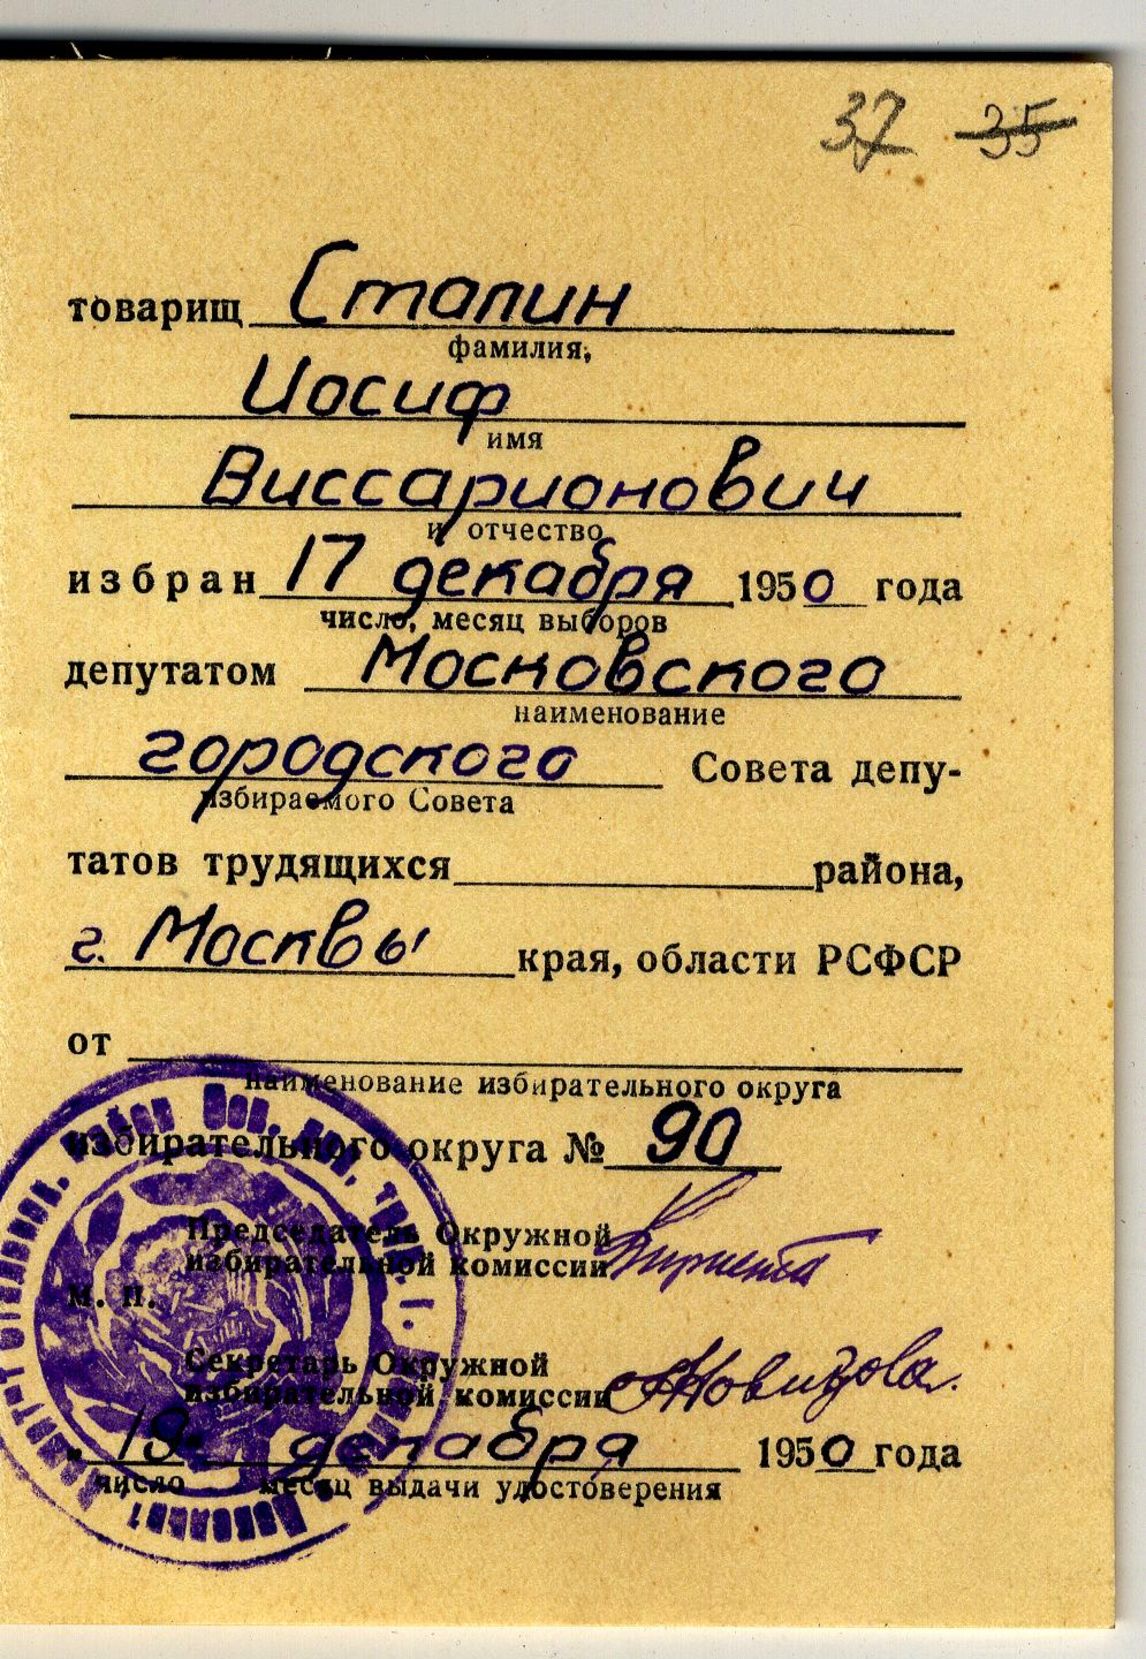 37 35
товарищ Сталин
фамилия,
Иосиф
имя
Виссарионович
и отчество
избран 17 декабря 1950 года
число, месяц выборов
депутатом Московского
наименование
городского Совета депу-
избираемого Совета
татов трудящихся района,
г. Москвы края, области РСФСР
от
наименование избирательного округа
избирательного округа № 90
Председатель Окружной
избирательной комиссии
М. П.
Секретарь Окружной
избирательной комиссии
19 декабря 1950 года
число месяц выдачи удостоверения